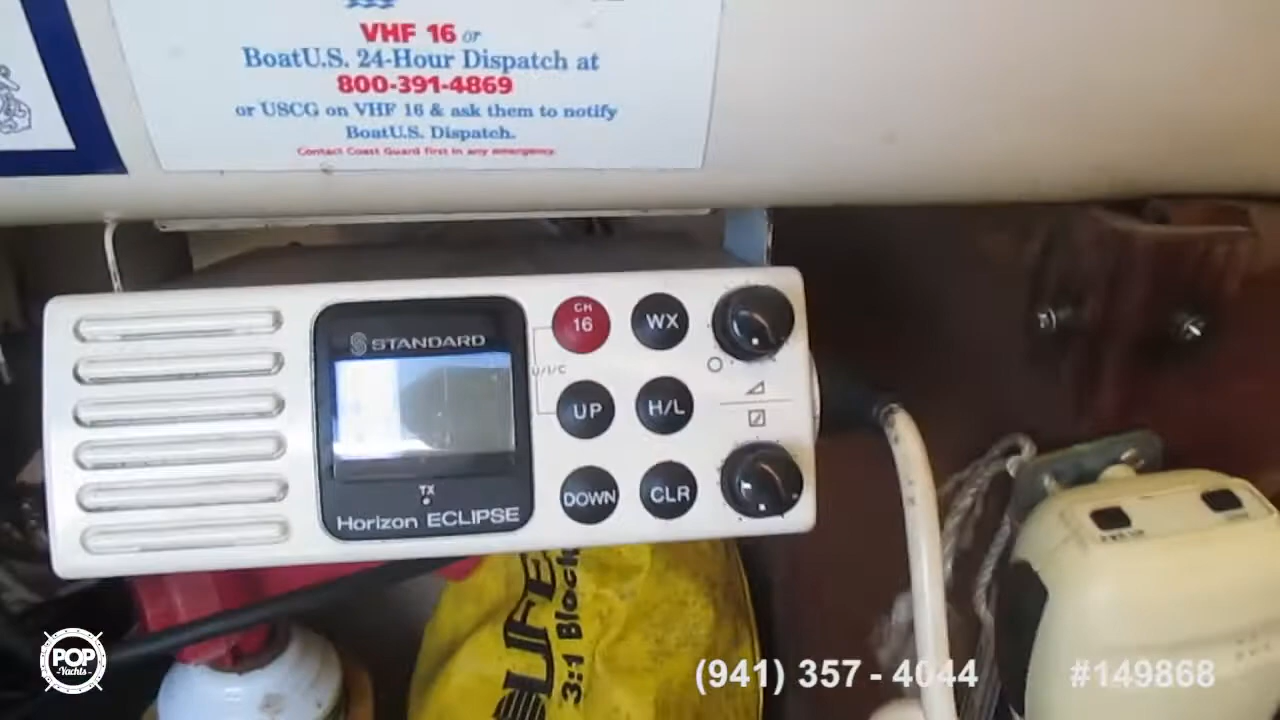 VHF 16 or
BoatU.S. 24-Hour Dispatch at
800-391-4869
or USCG on VHF 16 & ask them to notify
BoatU.S. Dispatch.
Contact Coast Guard first in any emergency.
STANDARD
CH
16
WX
U/I/C
UP
H/L
TX
DOWN
CLR
Horizon ECLIPSE
3:1 Block
POP
Yachts
(941) 357 - 4044
#149868